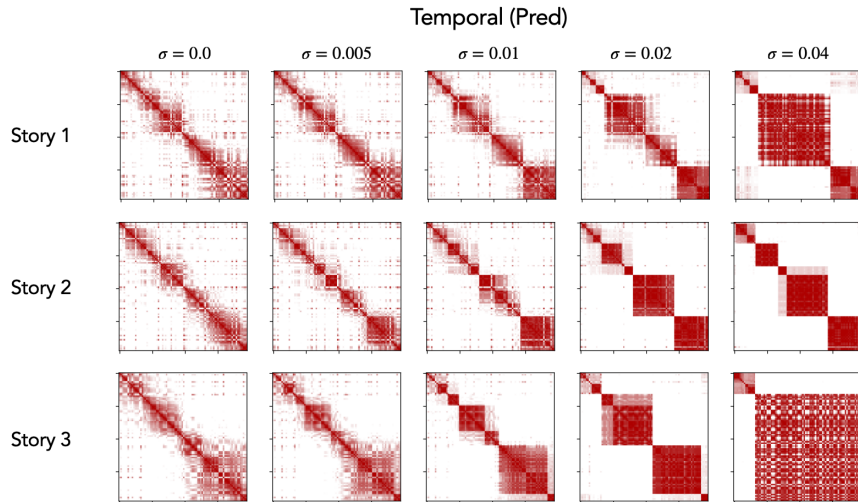 Temporal (Pred)
σ = 0.0 σ = 0.005 σ = 0.01 σ = 0.02 σ = 0.04
Story 1
Story 2
Story 3